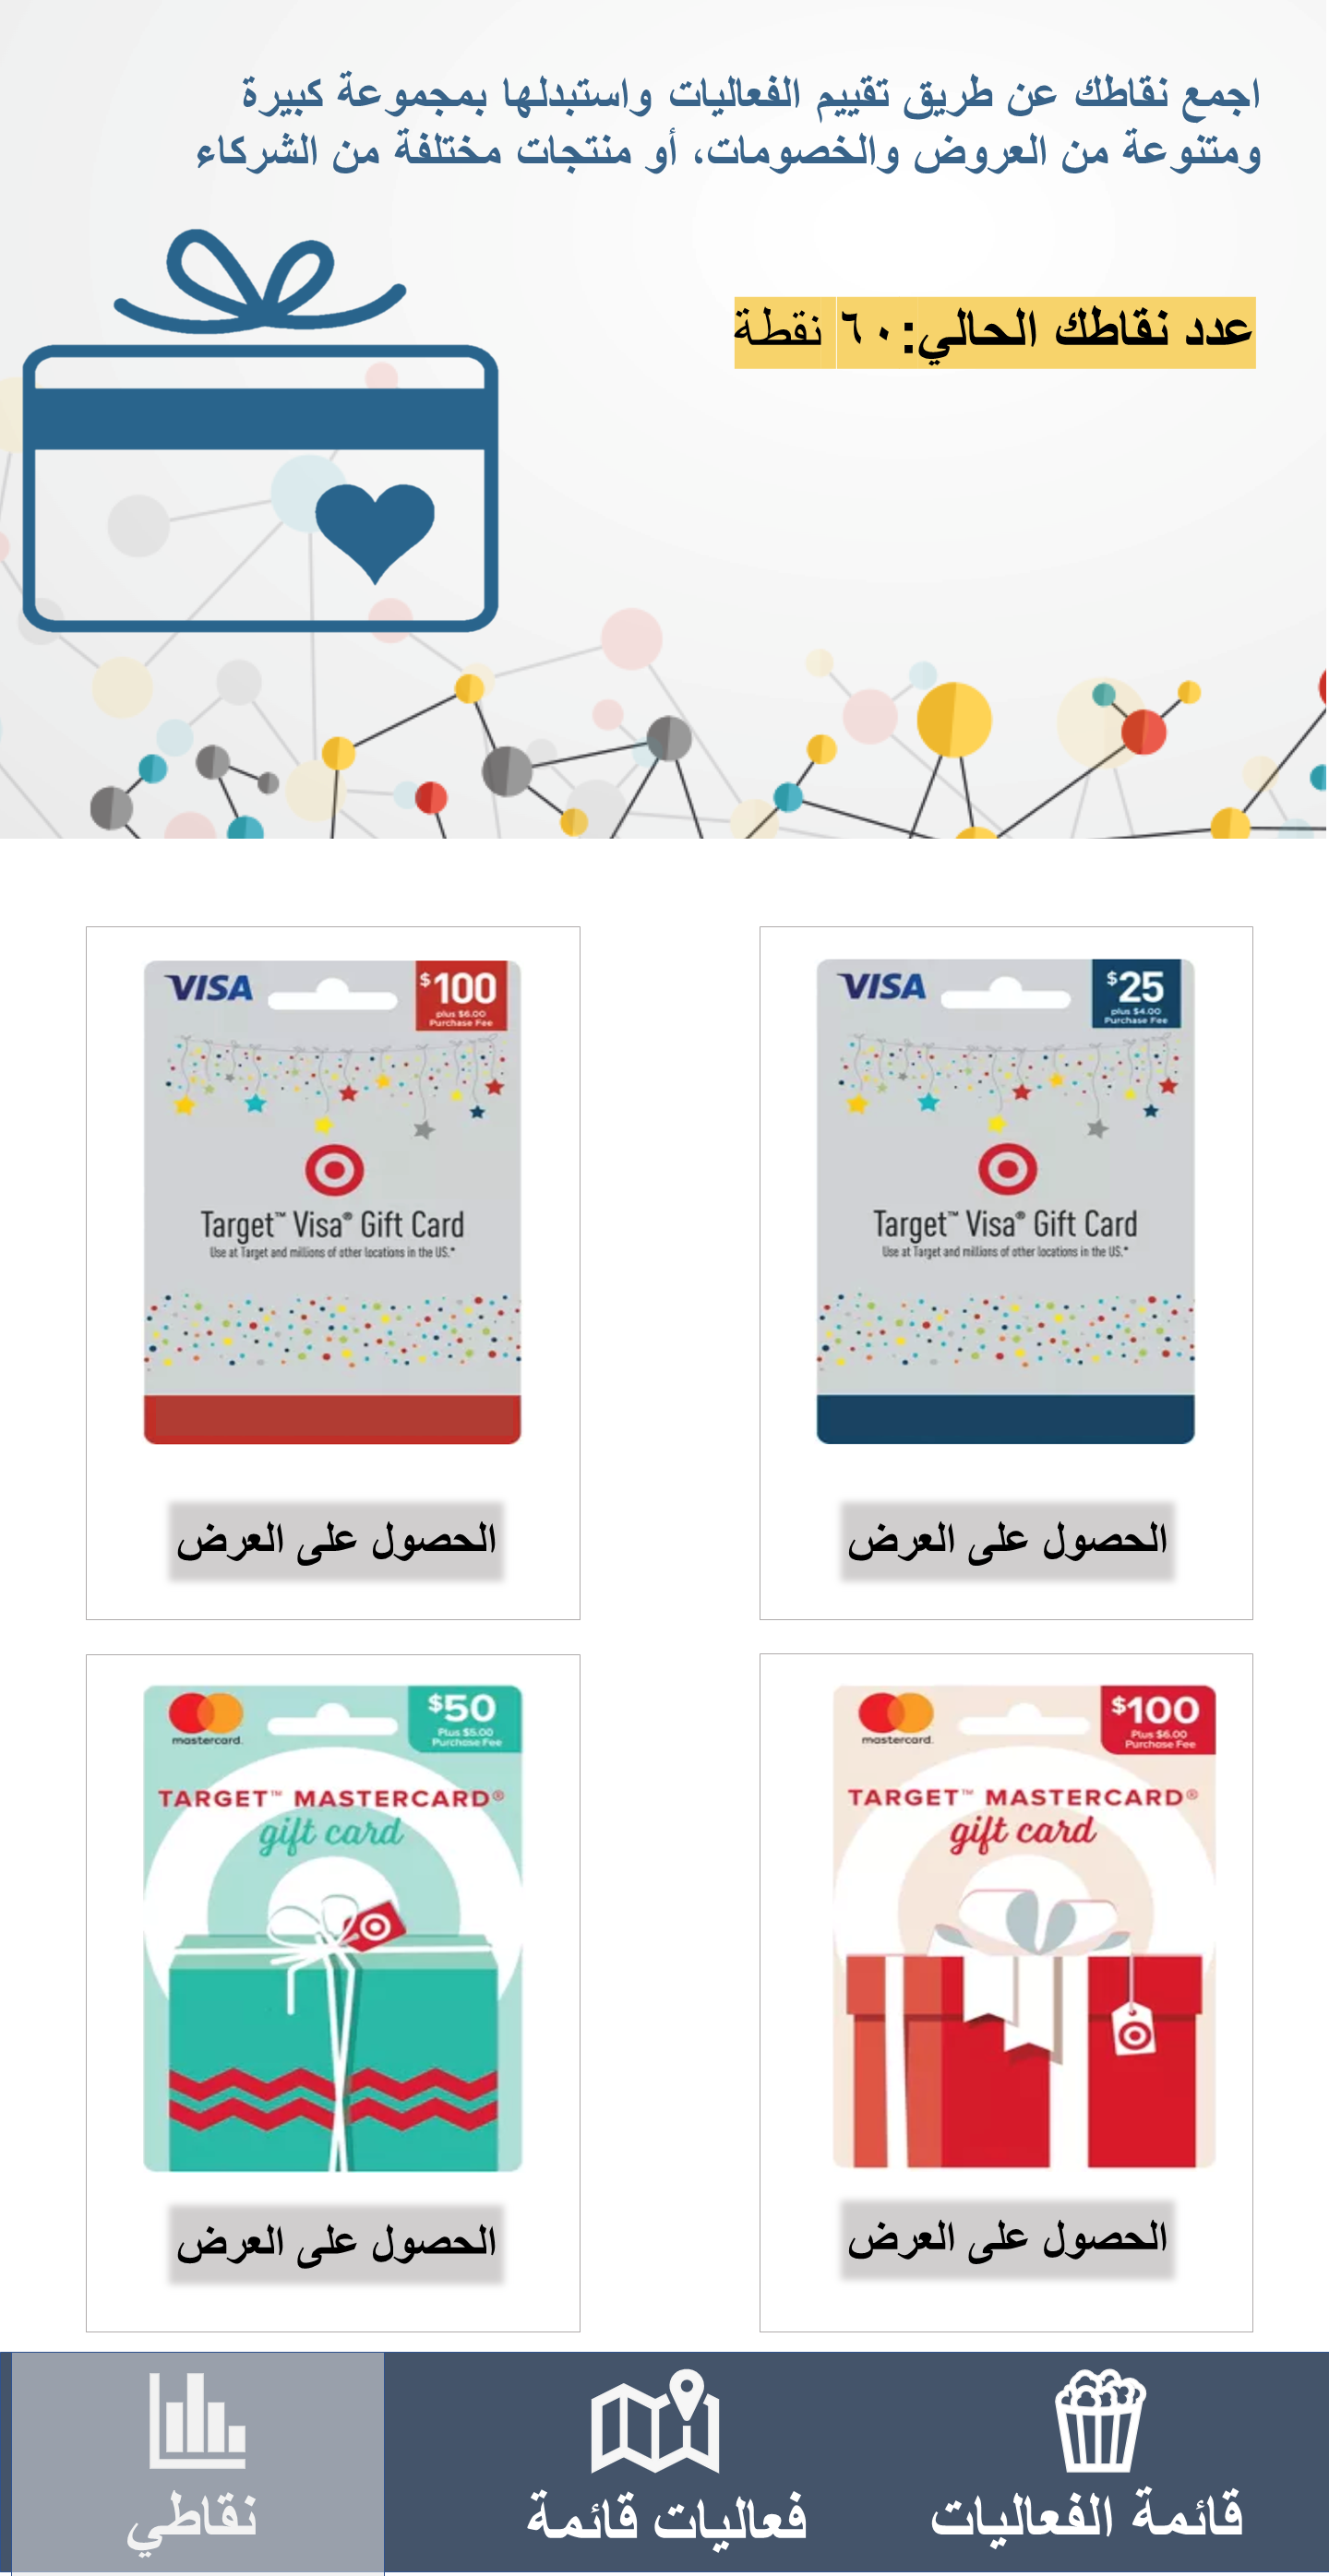 اجمع نقاطك عن طريق تقييم الفعاليات واستبدلها بمجموعة كبيرة
ومتنوعة من العروض والخصومات، أو منتجات مختلفة من الشركاء
عدد نقاطك الحالي:٦٠ نقطة
VISA
$25
plus $4.00
Purchase Fee
Target™ Visa® Gift Card
Use at Target and millions of other locations in the US.*
الحصول على العرض
VISA
$100
plus $6.00
Purchase Fee
Target™ Visa® Gift Card
Use at Target and millions of other locations in the US.*
الحصول على العرض
mastercard.
$100
Plus $6.00
Purchase Fee
TARGET™ MASTERCARD®
gift card
الحصول على العرض
mastercard.
$50
Plus $5.00
Purchase Fee
TARGET™ MASTERCARD®
gift card
الحصول على العرض
قائمة الفعاليات
فعاليات قائمة
نقاطي